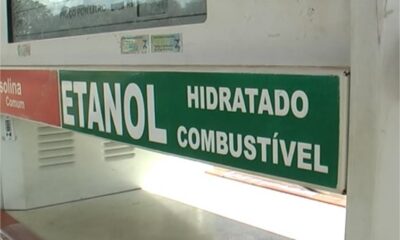 solina
Comum
ETANOL
HIDRATADO
COMBUSTÍVEL